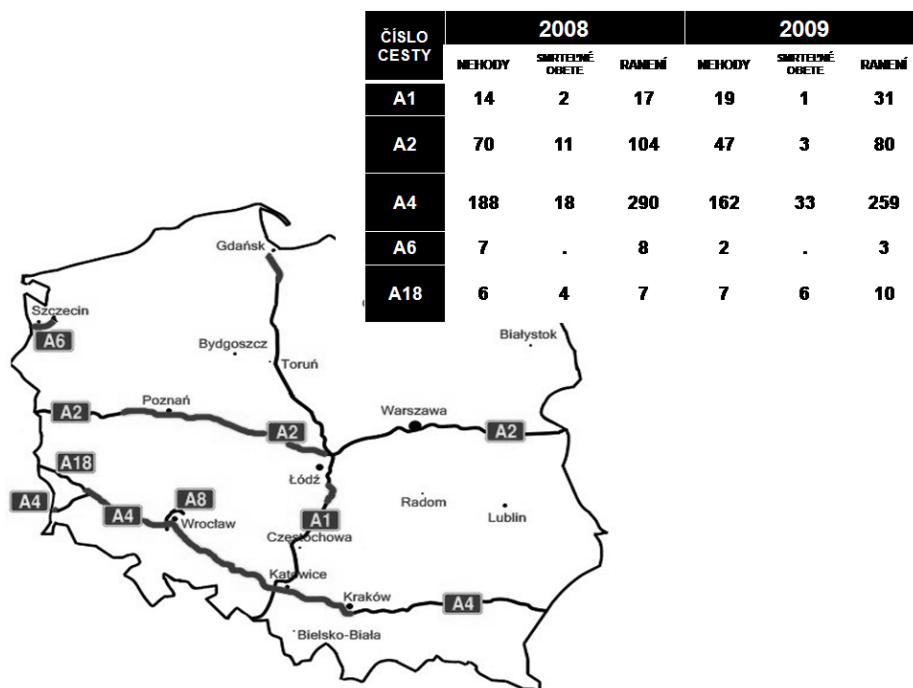 ČÍSLO CESTY 2008 2009
NEHODY SMRTEĽNÉ OBETE RANENÍ NEHODY SMRTEĽNÉ OBETE RANENÍ
A1 14 2 17 19 1 31
A2 70 11 104 47 3 80
A4 188 18 290 162 33 259
A6 7 . 8 2 . 3
A18 6 4 7 7 6 10
Gdańsk
Szczecin
A6
Bydgoszcz
Toruń
Białystok
Poznań
Warszawa
A2
A2
A2
A18
Łódź
A4
A4
A8
Wrocław
A1
Radom
Lublin
Częstochowa
Katowice
Kraków
A4
Bielsko-Biała